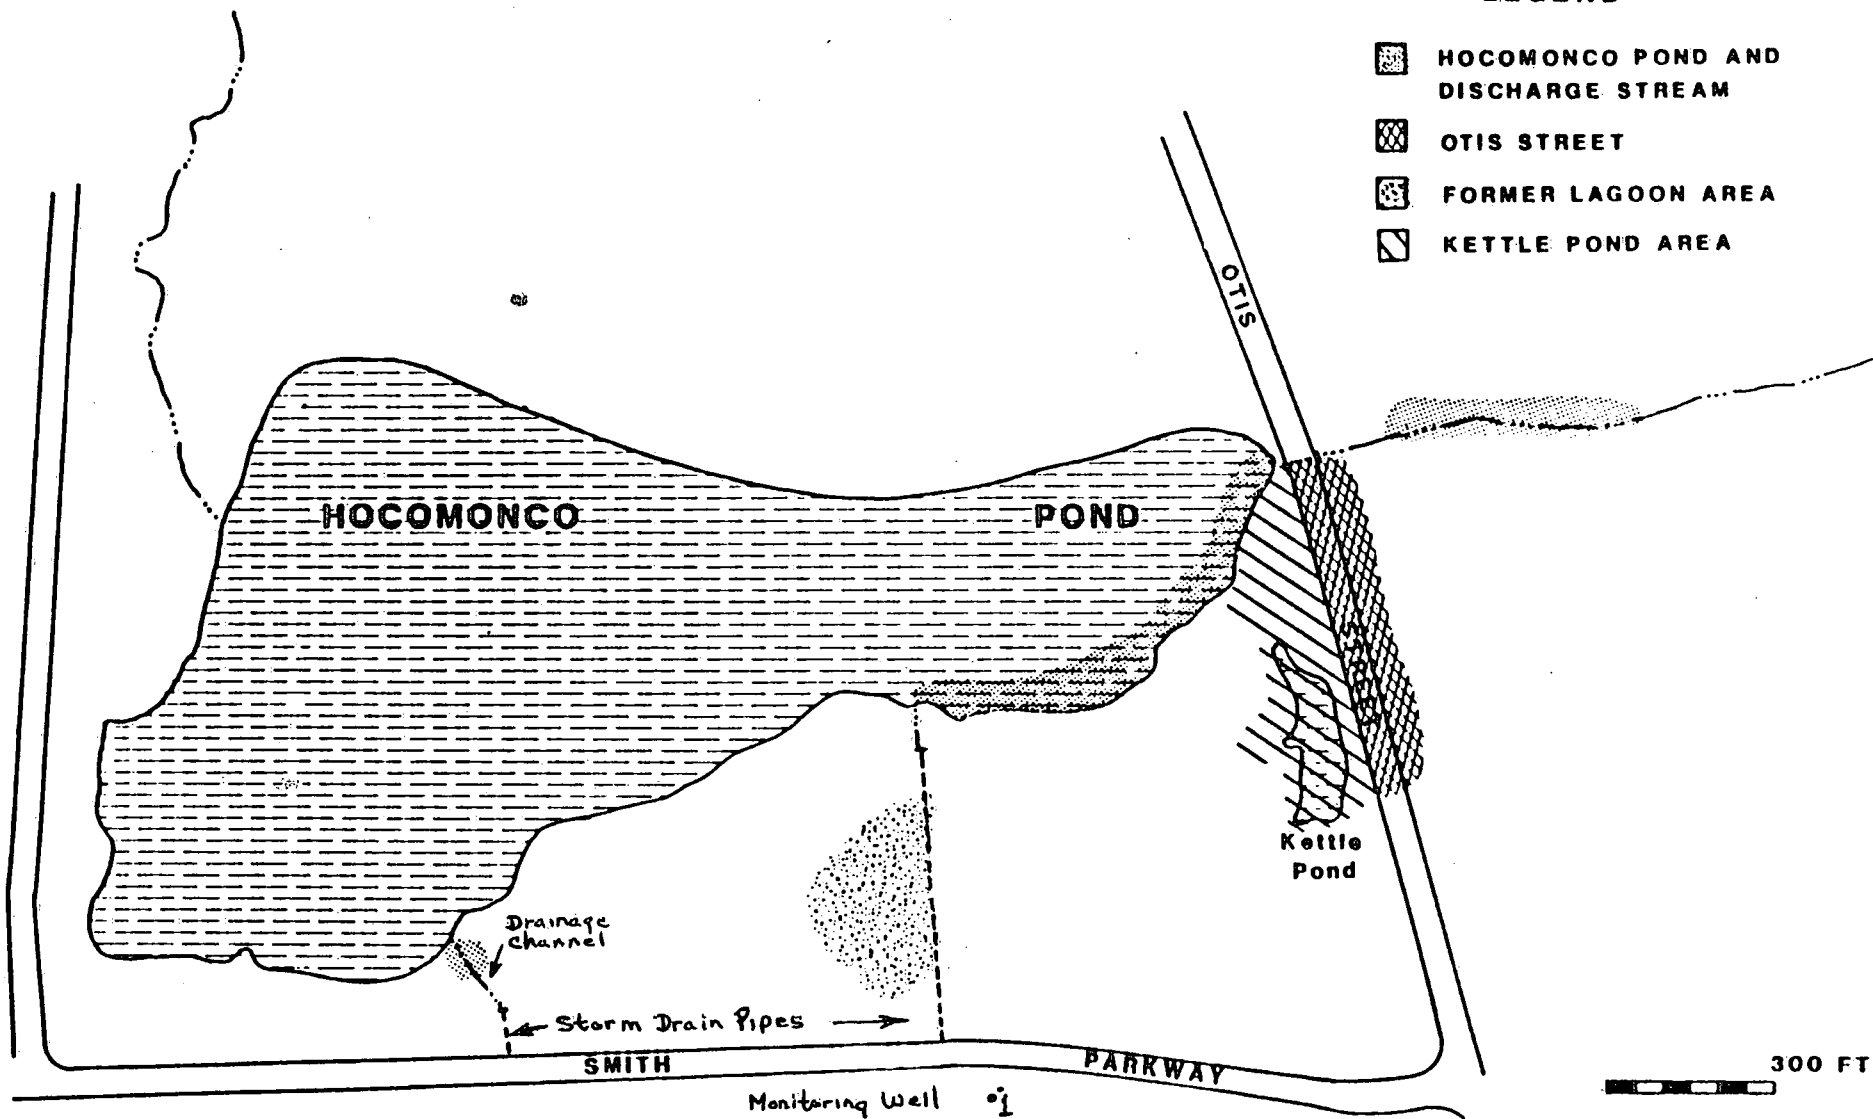 LEGEND
HOCOMONCO POND AND
DISCHARGE STREAM
OTIS STREET
FORMER LAGOON AREA
KETTLE POND AREA
OTIS
HOCOMONCO POND
Kettle
Pond
Drainage
Channel
Storm Drain Pipes
SMITH PARKWAY
300 FT
Monitoring Well 1